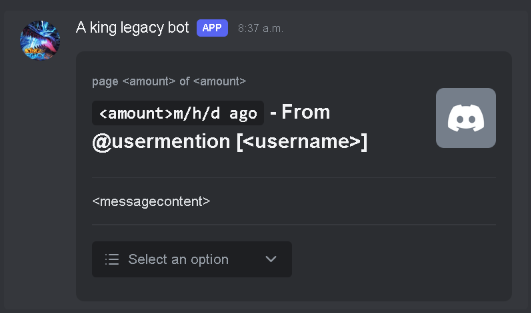 A king legacy bot APP 8:37 a.m.
page <amount> of <amount>
<amount>m/h/d ago - From
@usermention [<username>]
<messagecontent>
Select an option